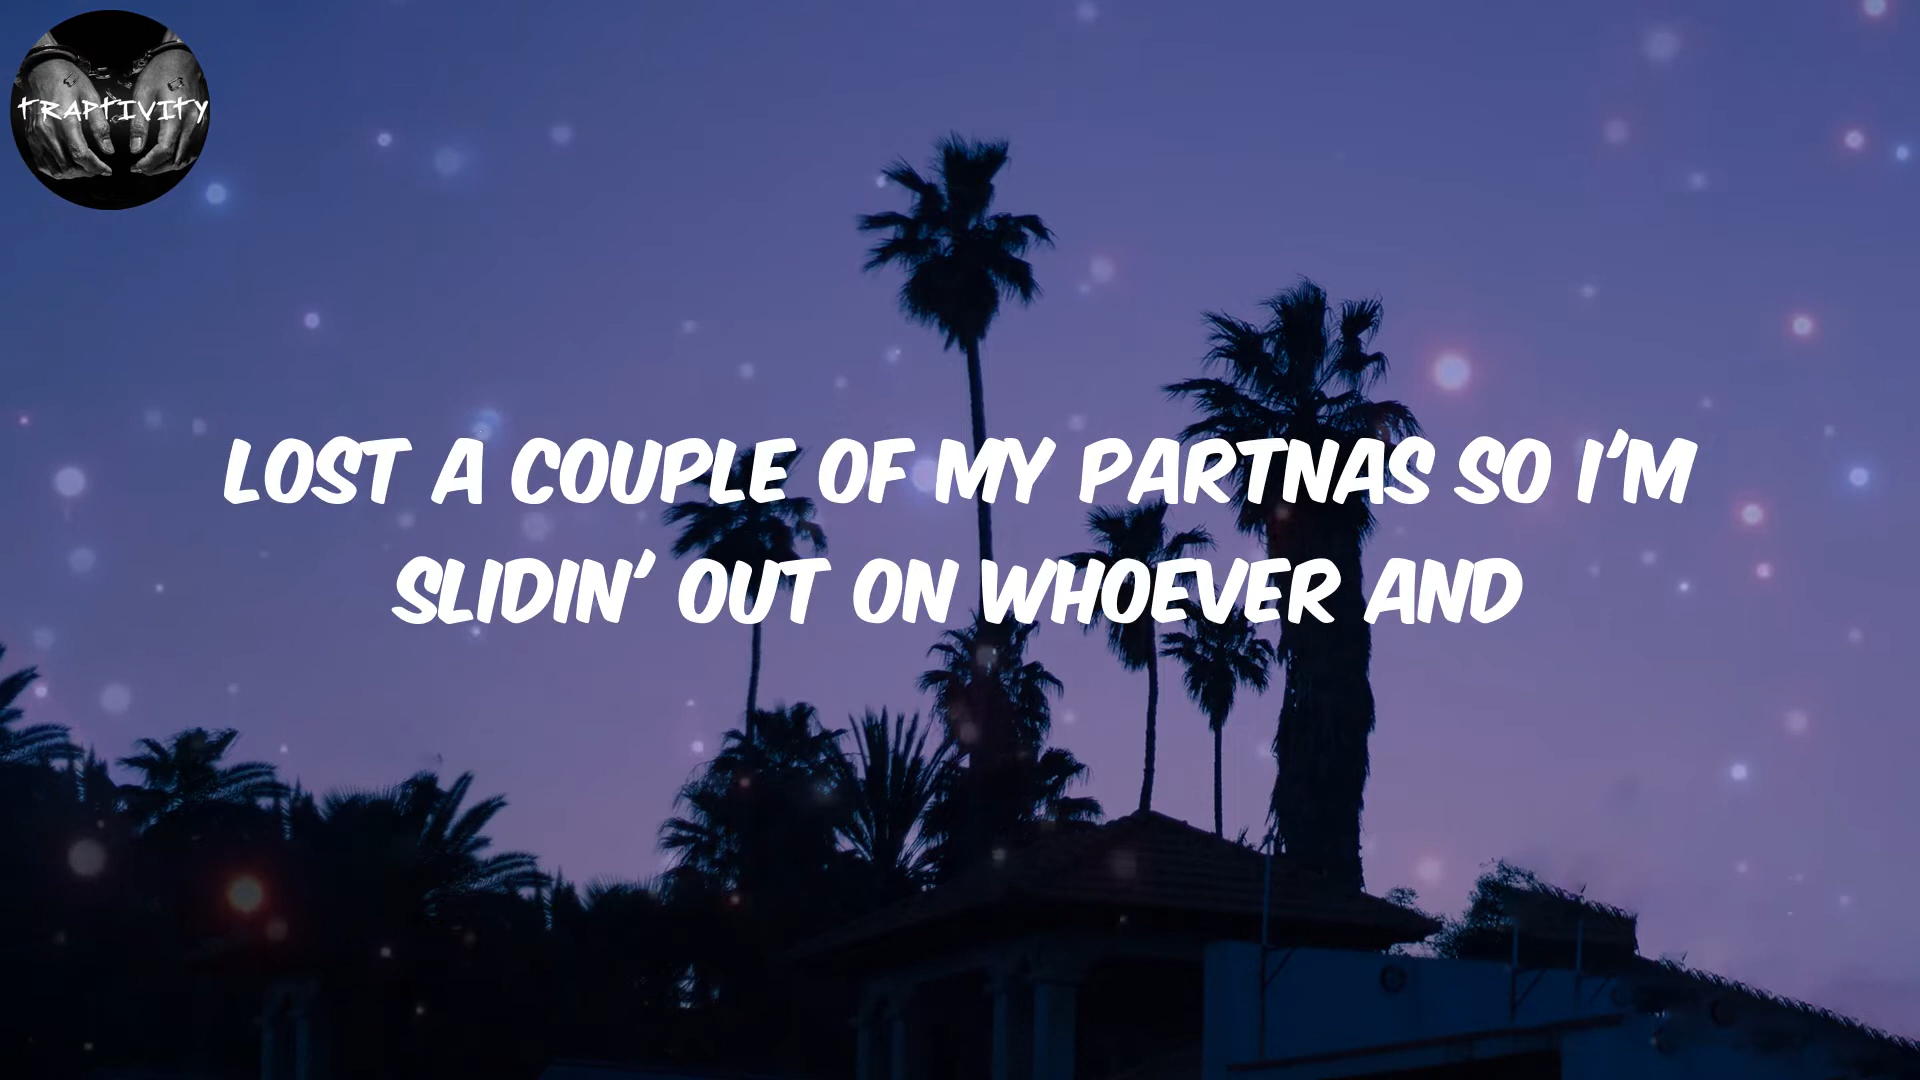 TRAPTIVITY
LOST A COUPLE OF MY PARTNAS SO I'M
SLIDIN' OUT ON WHOEVER AND